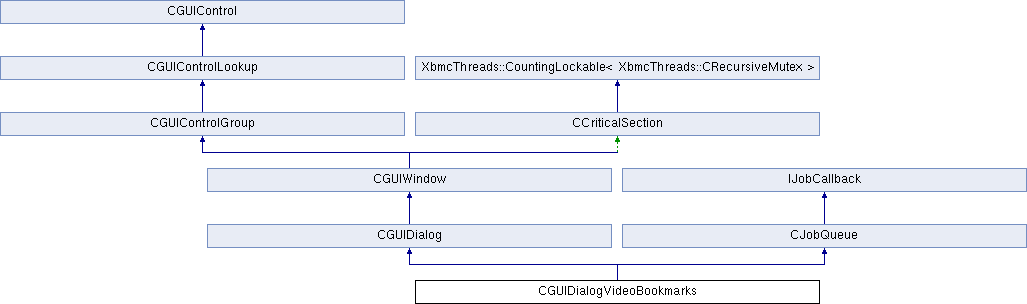 CGUIControl
CGUIControlLookup
XbmcThreads::CountingLockable< XbmcThreads::CRecursiveMutex >
CGUIControlGroup
CCriticalSection
CGUIWindow
IJobCallback
CGUIDialog
CJobQueue
CGUIDialogVideoBookmarks